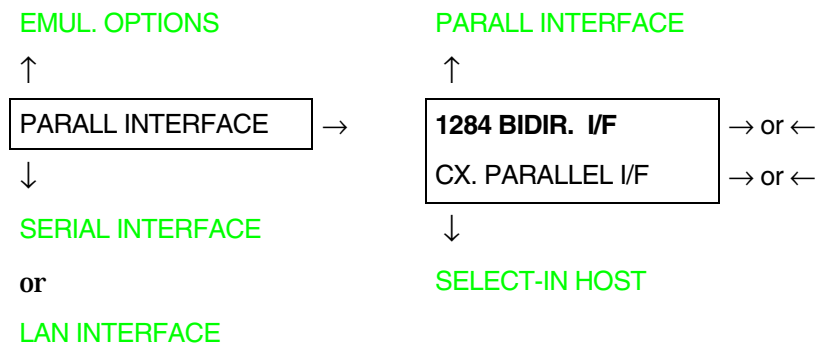 EMUL. OPTIONS
↑
PARALL INTERFACE →
↓
SERIAL INTERFACE
or
LAN INTERFACE
PARALL INTERFACE
↑
1284 BIDIR. I/F → or ←
CX. PARALLEL I/F → or ←
↓
SELECT-IN HOST